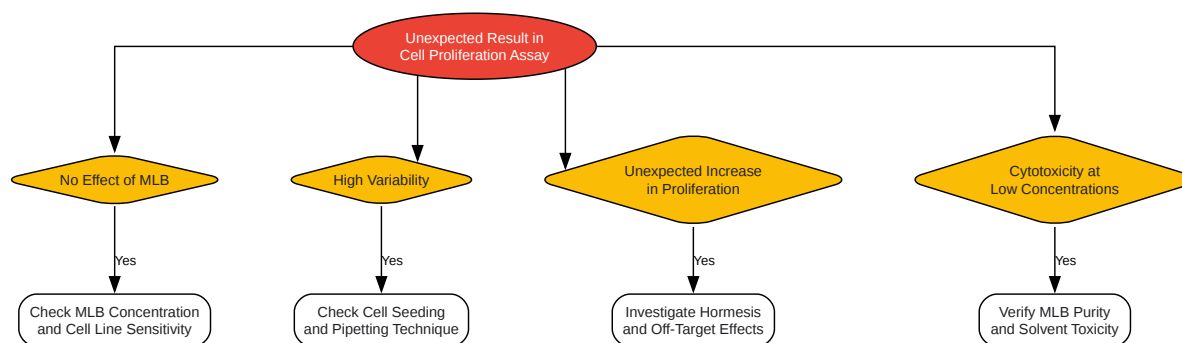 Unexpected Result in
Cell Proliferation Assay
No Effect of MLB
High Variability
Unexpected Increase
in Proliferation
Cytotoxicity at
Low Concentrations
Yes
Yes
Yes
Yes
Check MLB Concentration
and Cell Line Sensitivity
Check Cell Seeding
and Pipetting Technique
Investigate Hormesis
and Off-Target Effects
Verify MLB Purity
and Solvent Toxicity